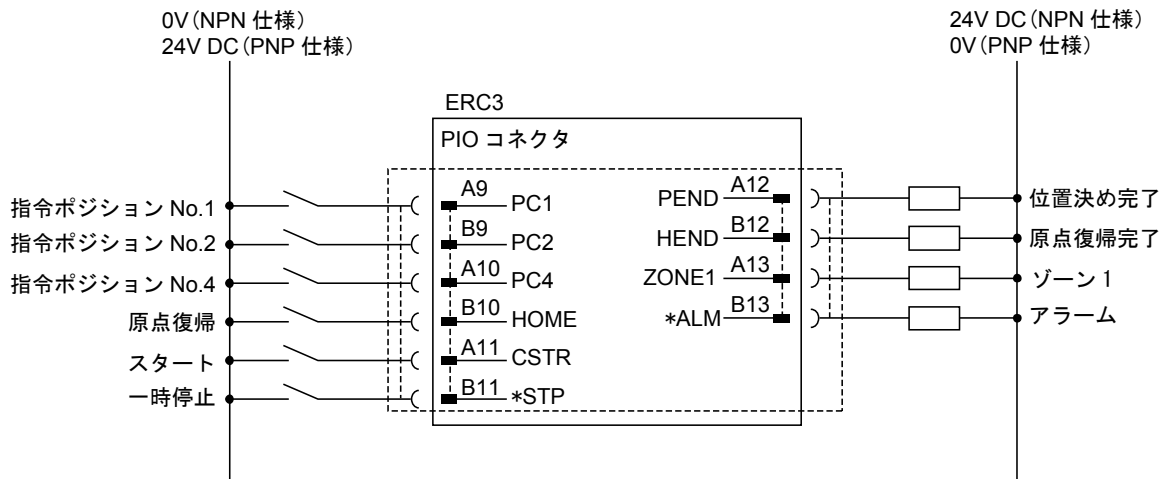 0V(NPN 仕様)
24V DC(PNP 仕様)
24V DC(NPN 仕様)
0V(PNP 仕様)
ERC3
PIO コネクタ
指令ポジション No.1
A9
PC1
指令ポジション No.2
B9
PC2
指令ポジション No.4
A10
PC4
原点復帰
B10
HOME
スタート
A11
CSTR
一時停止
B11
*STP
PEND
A12
位置決め完了
HEND
B12
原点復帰完了
ZONE1
A13
ゾーン 1
*ALM
B13
アラーム